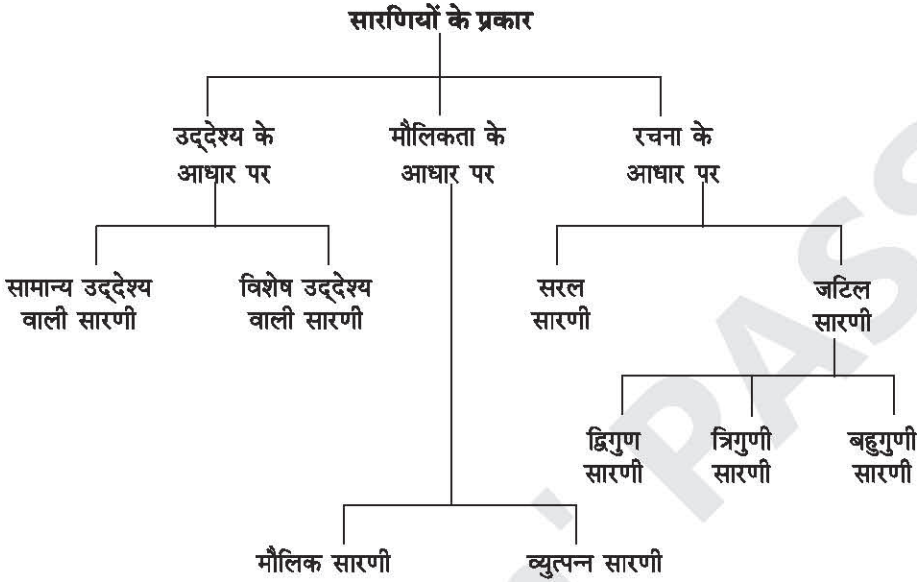 सारणियों के प्रकार
उद्देश्य के
आधार पर
मौलिकता के
आधार पर
रचना के
आधार पर
सामान्य उद्देश्य
वाली सारणी
विशेष उद्देश्य
वाली सारणी
सरल
सारणी
जटिल
सारणी
द्विगुण
सारणी
त्रिगुणी
सारणी
बहुगुणी
सारणी
मौलिक सारणी
व्युत्पन्न सारणी
' PASS